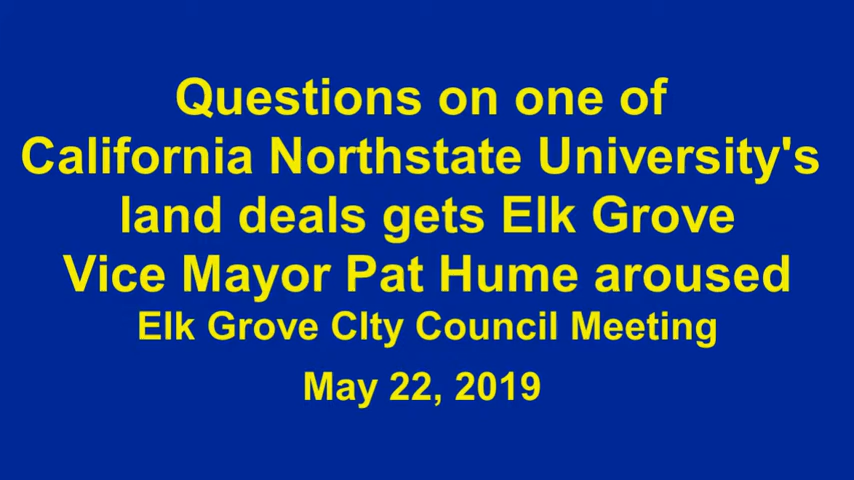 Questions on one of
California Northstate University's
land deals gets Elk Grove
Vice Mayor Pat Hume aroused
Elk Grove CIty Council Meeting
May 22, 2019